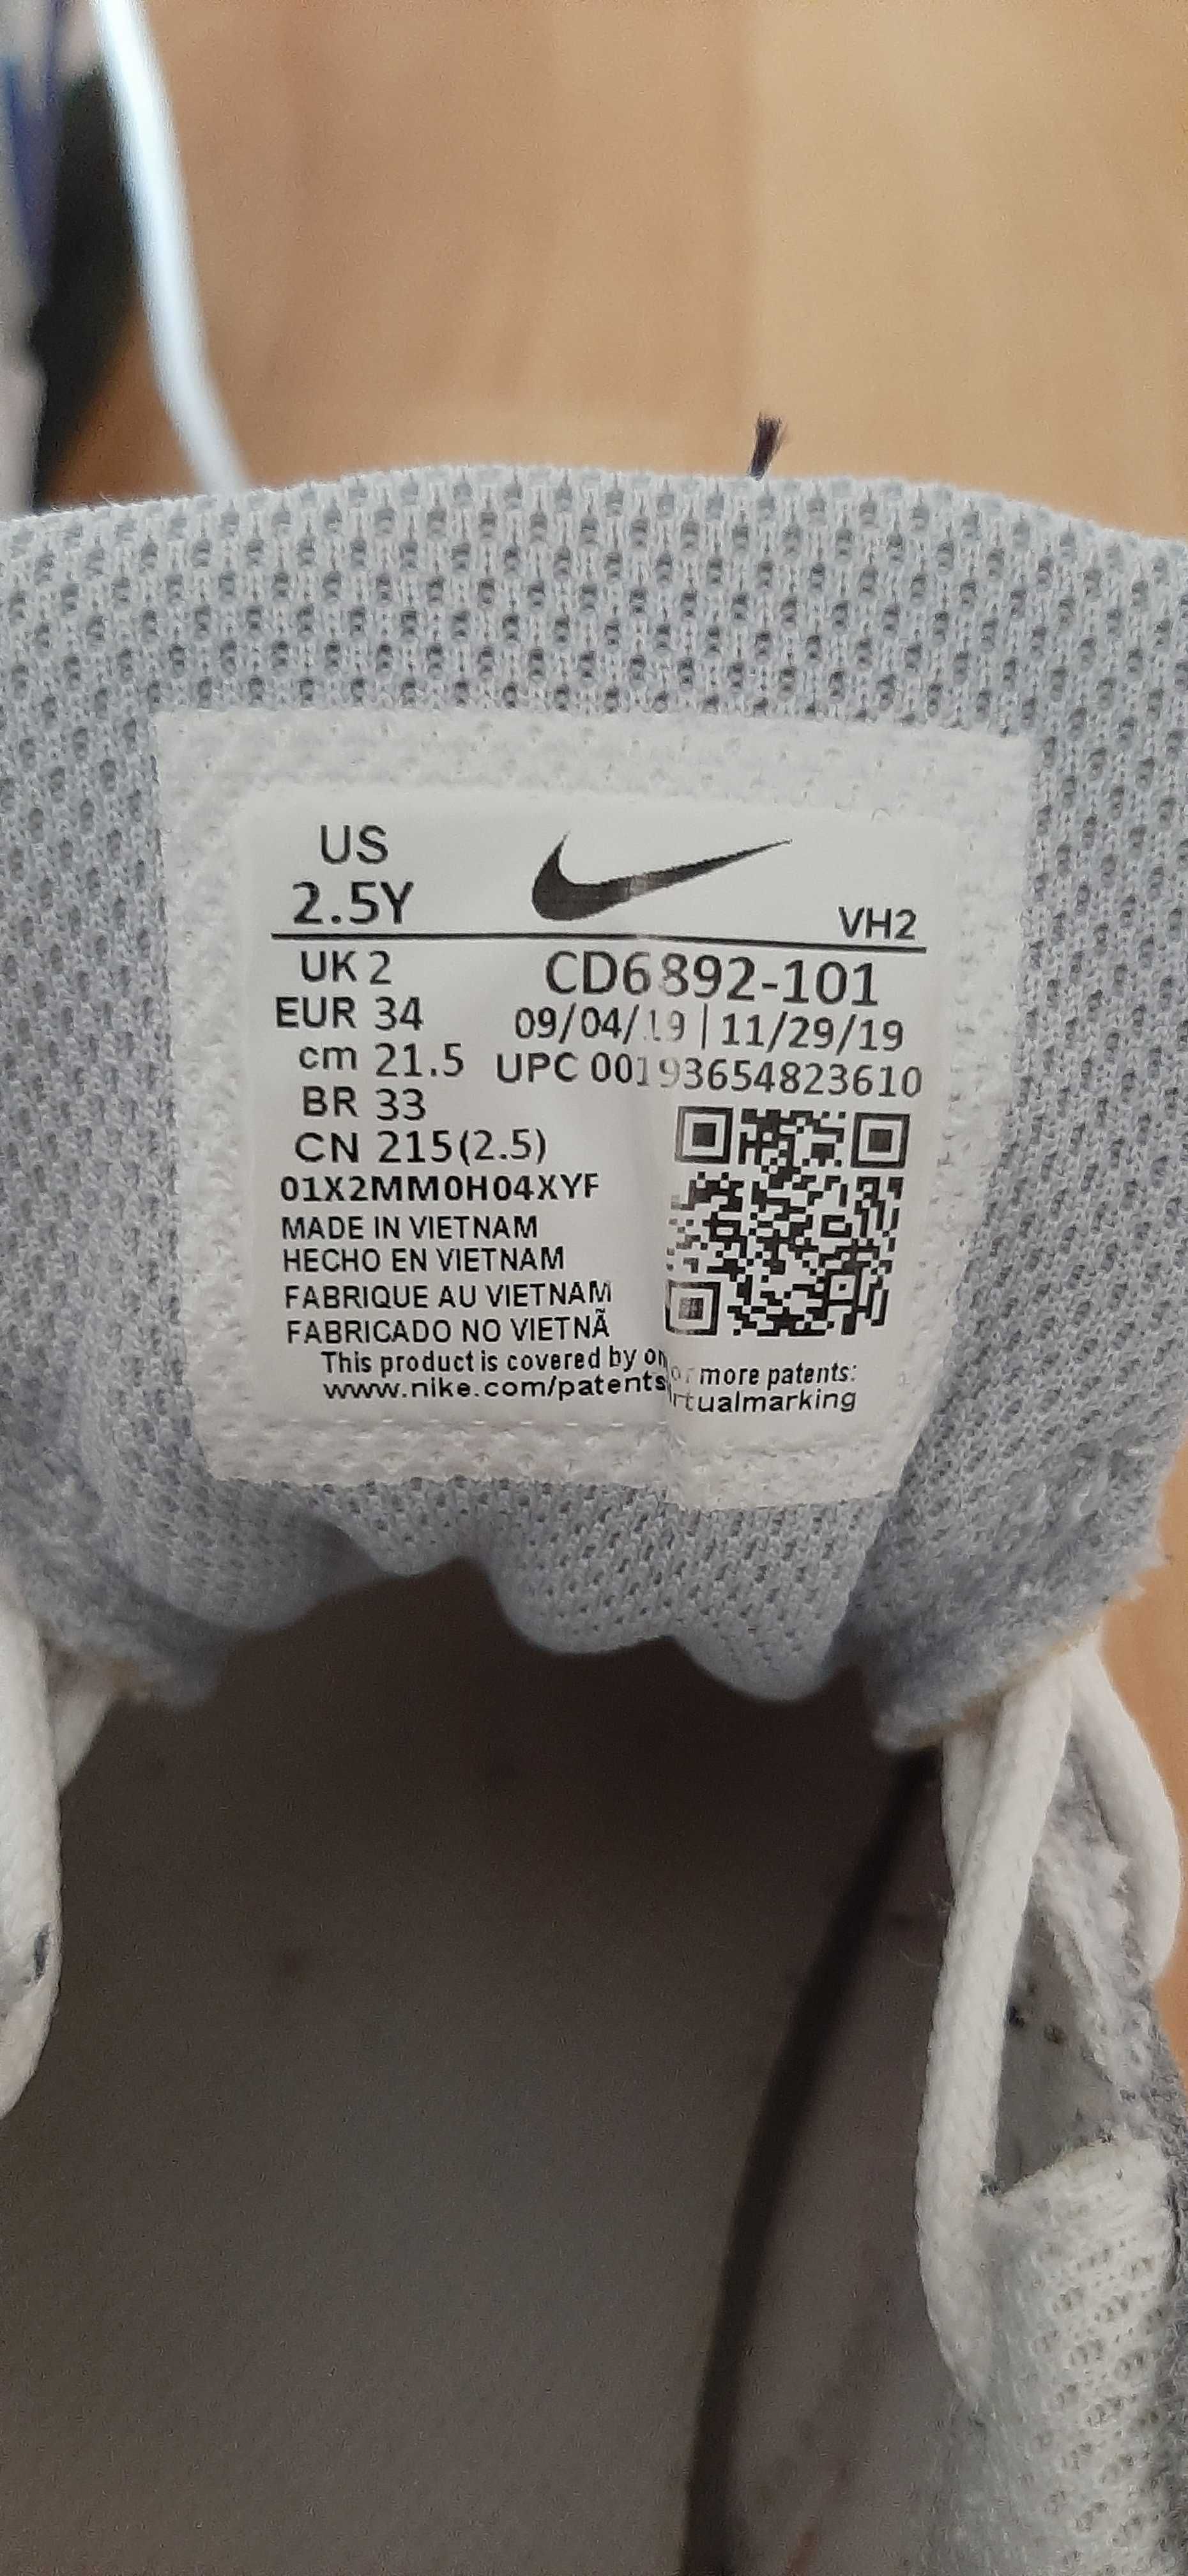 US
2.5Y
VH2
UK 2
EUR 34
cm 21.5
BR 33
CN 215(2.5)
CD6892-101
09/04/19 | 11/29/19
UPC 00193654823610
01X2MM0H04XYF
MADE IN VIETNAM
HECHO EN VIETNAM
FABRIQUE AU VIETNAM
FABRICADO NO VIETNÃ
This product is covered by or more patents:
www.nike.com/patents rtualmarking